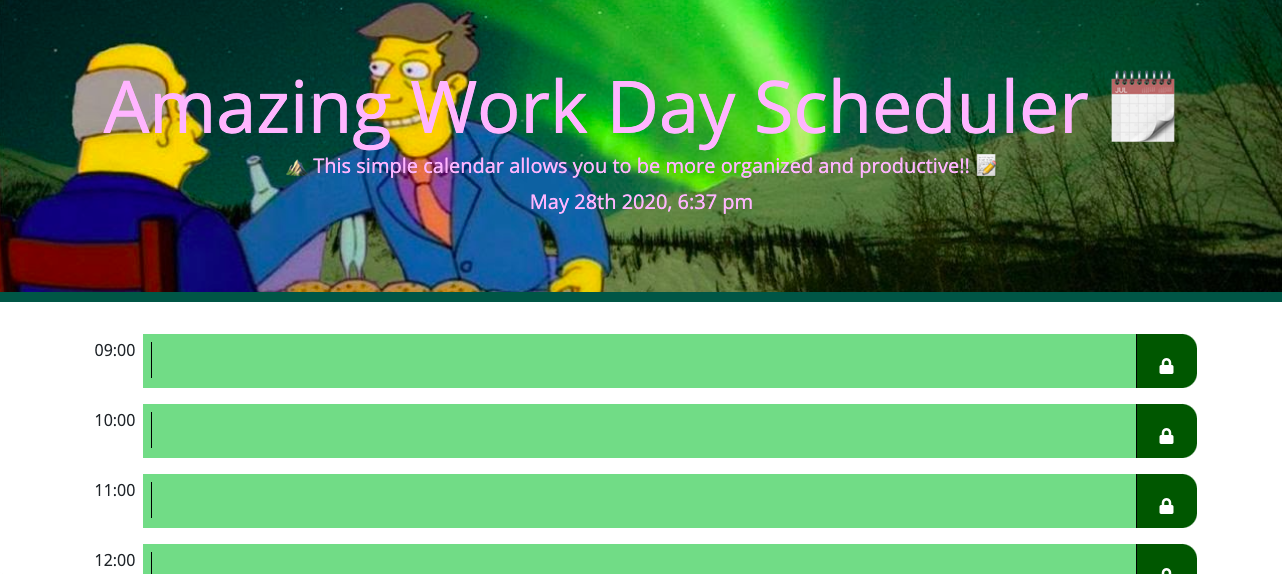 Amazing Work Day Scheduler 📅
🏕️ This simple calendar allows you to be more organized and productive!! 📝
May 28th 2020, 6:37 pm
09:00
10:00
11:00
12:00